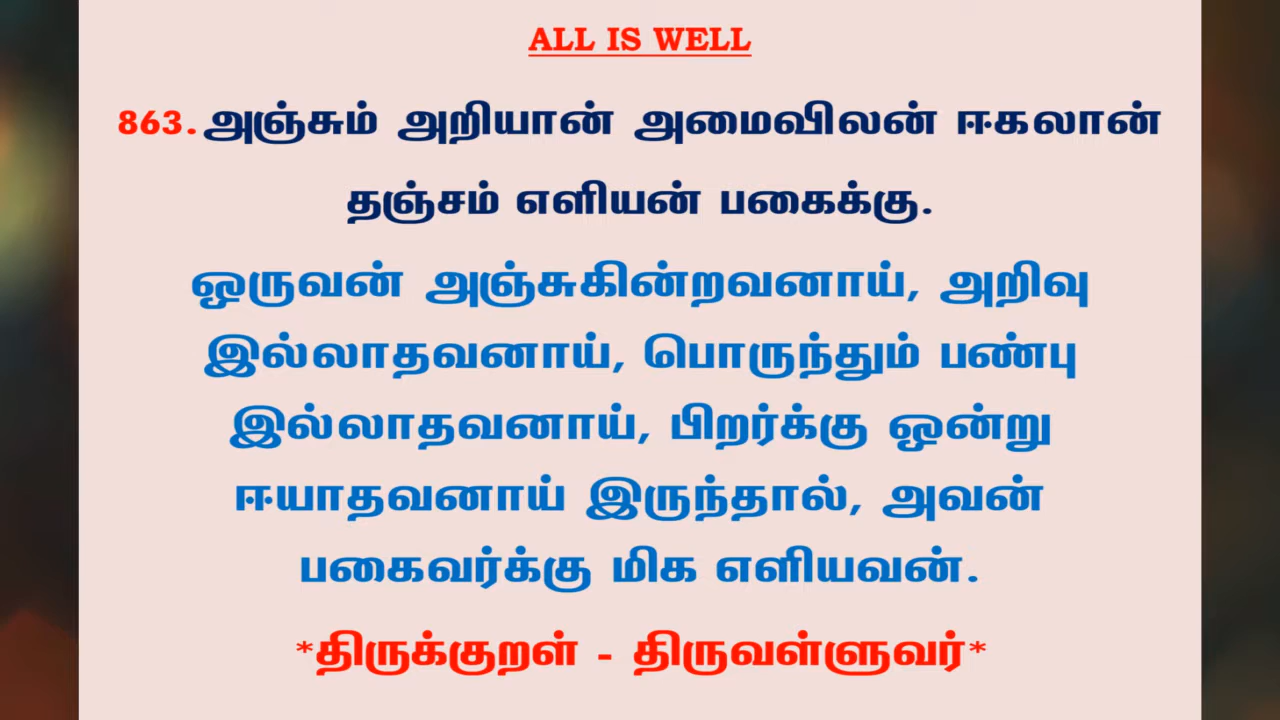 ALL IS WELL
863. அஞ்சும் அறியான் அமைவிலன் ஈகலான்
தஞ்சம் எளியன் பகைக்கு.
ஒருவன் அஞ்சுகின்றவனாய், அறிவு
இல்லாதவனாய், பொருந்தும் பண்பு
இல்லாதவனாய், பிறர்க்கு ஒன்று
ஈயாதவனாய் இருந்தால், அவன்
பகைவர்க்கு மிக எளியவன்.
*திருக்குறள் - திருவள்ளுவர்*